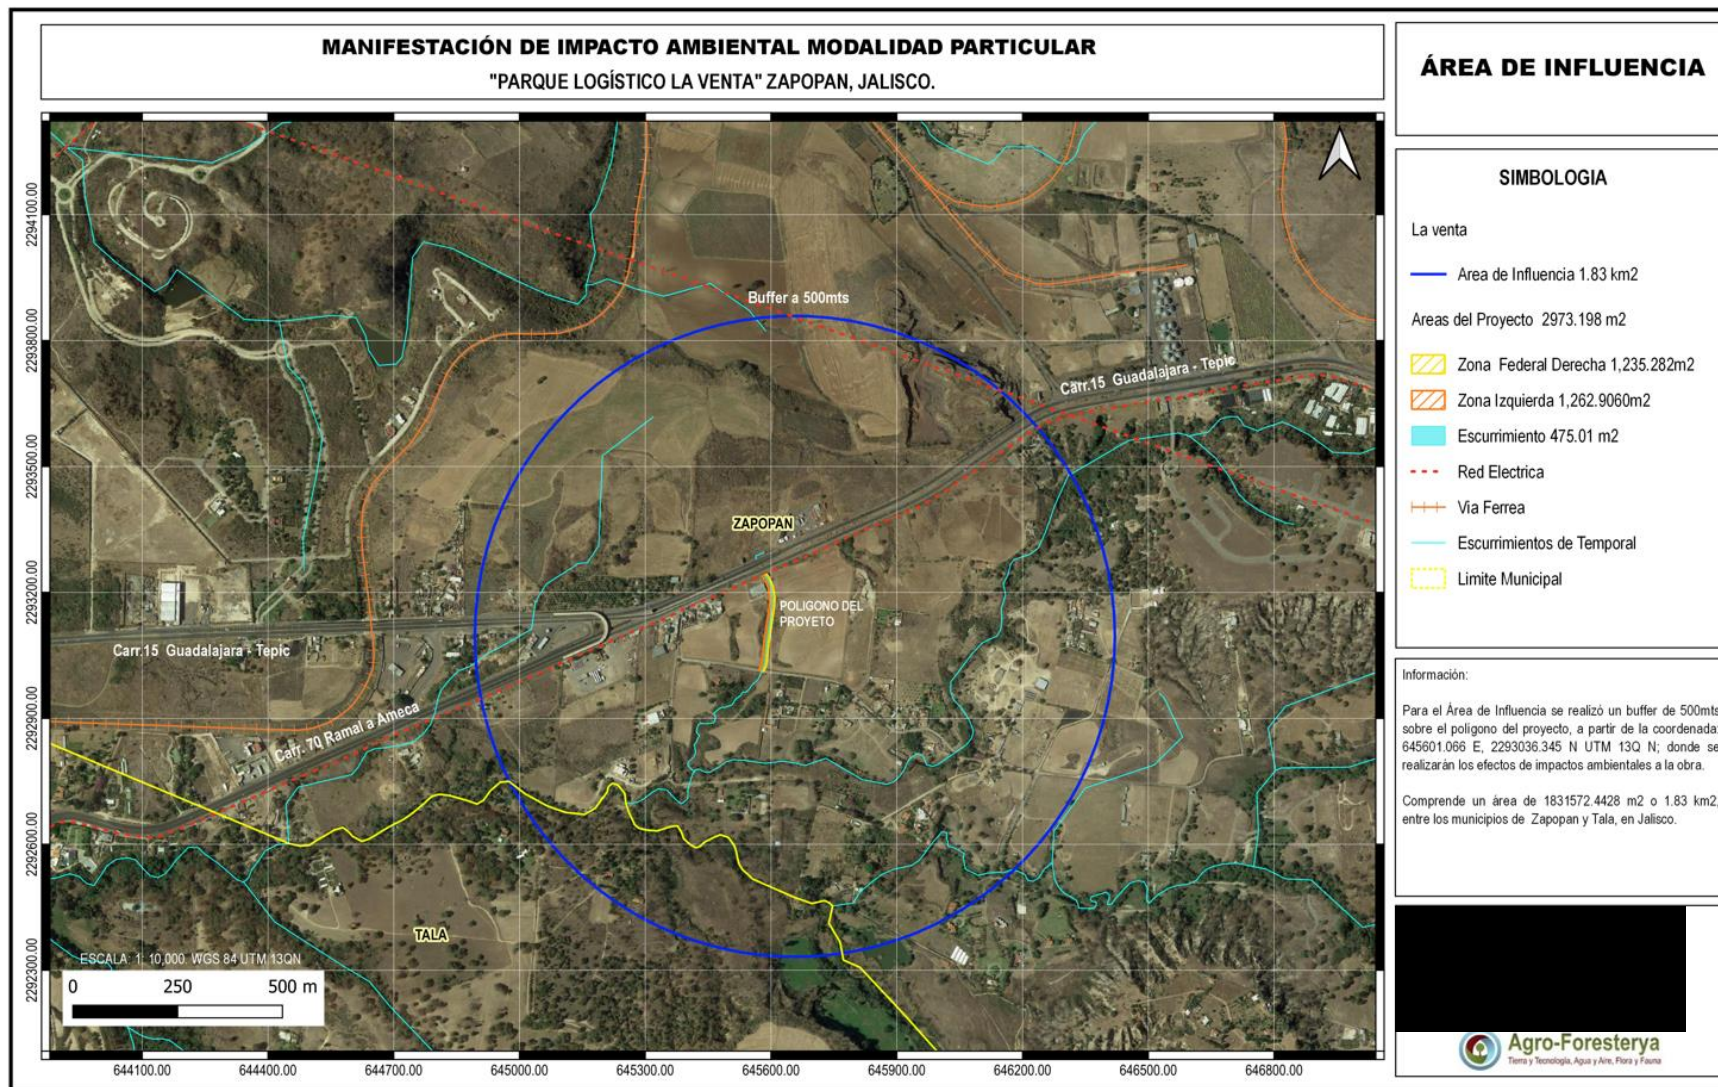 MANIFESTACIÓN DE IMPACTO AMBIENTAL MODALIDAD PARTICULAR
"PARQUE LOGÍSTICO LA VENTA" ZAPOPAN, JALISCO.
ÁREA DE INFLUENCIA
SIMBOLOGIA
La venta
Area de Influencia 1.83 km2
Areas del Proyecto 2973.198 m2
Zona Federal Derecha 1,235.282m2
Zona Izquierda 1,262.9060m2
Escurrimiento 475.01 m2
Red Electrica
Via Ferrea
Escurrimientos de Temporal
Limite Municipal
Información:
Para el Área de Influencia se realizó un buffer de 500mts
sobre el poligono del proyecto, a partir de la coordenada:
645601.066 E, 2293036.345 N UTM 13Q N; donde se
realizarán los efectos de impactos ambientales a la obra.
Comprende un área de 1831572.4428 m2 o 1.83 km2,
entre los municipios de Zapopan y Tala, en Jalisco.
Agro-Foresterya
Tierra y Tecnología, Agua y Aire, Flora y Fauna
Buffer a 500mts
Carr.15 Guadalajara - Tepic
ZAPOPAN
POLIGONO DEL
PROYETO
Carr.15 Guadalajara - Tepic
Carr. 70 Ramal a Ameca
TALA
ESCALA 1: 10,000 WGS 84 UTM 13QN
0 250 500 m
2294100.00
2293800.00
2293500.00
2293200.00
2292900.00
2292600.00
2292300.00
644100.00 644400.00 644700.00 645000.00 645300.00 645600.00 645900.00 646200.00 646500.00 646800.00